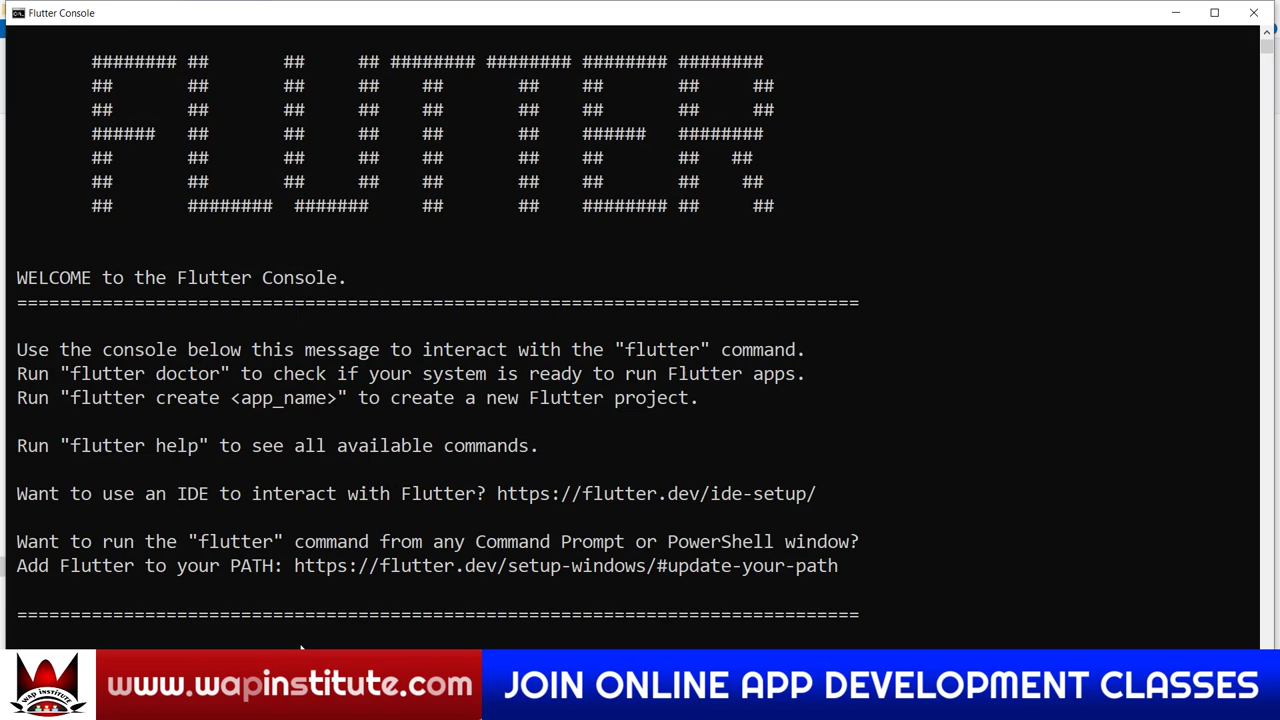 Flutter Console
######## ##       ##     ## ######## ######## ######## ########
##       ##       ##     ##    ##       ##    ##       ##     ##
##       ##       ##     ##    ##       ##    ##       ##     ##
######   ##       ##     ##    ##       ##    ######   ########
##       ##       ##     ##    ##       ##    ##       ##   ##
##       ##       ##     ##    ##       ##    ##       ##    ##
##       ########  #######     ##       ##    ######## ##     ##
WELCOME to the Flutter Console.
===============================================================================
Use the console below this message to interact with the "flutter" command.
Run "flutter doctor" to check if your system is ready to run Flutter apps.
Run "flutter create <app_name>" to create a new Flutter project.
Run "flutter help" to see all available commands.
Want to use an IDE to interact with Flutter? https://flutter.dev/ide-setup/
Want to run the "flutter" command from any Command Prompt or PowerShell window?
Add Flutter to your PATH: https://flutter.dev/setup-windows/#update-your-path
===============================================================================
WAP INSTITUTE
www.wapinstitute.com
JOIN ONLINE APP DEVELOPMENT CLASSES